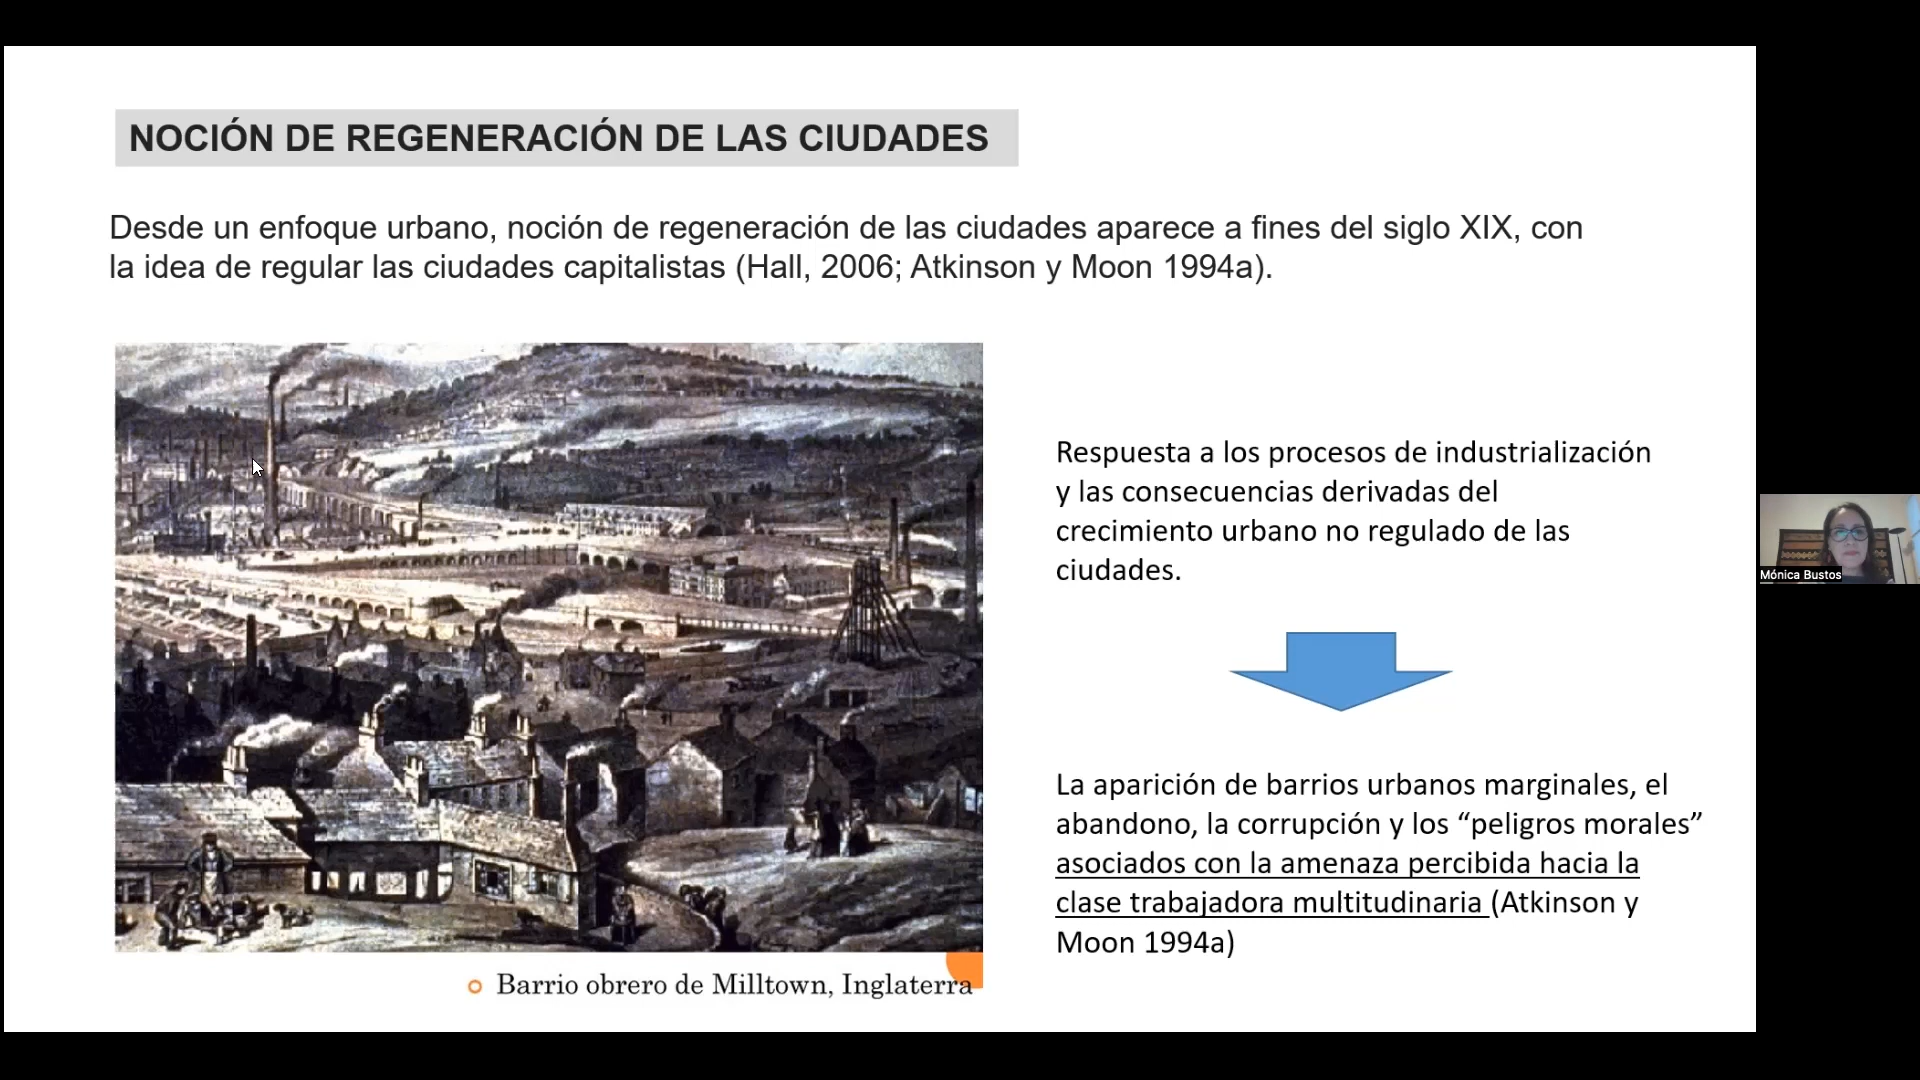 NOCIÓN DE REGENERACIÓN DE LAS CIUDADES
Desde un enfoque urbano, noción de regeneración de las ciudades aparece a fines del siglo XIX, con
la idea de regular las ciudades capitalistas (Hall, 2006; Atkinson y Moon 1994a).
Respuesta a los procesos de industrialización
y las consecuencias derivadas del
crecimiento urbano no regulado de las
ciudades.
La aparición de barrios urbanos marginales, el
abandono, la corrupción y los “peligros morales”
asociados con la amenaza percibida hacia la
clase trabajadora multitudinaria (Atkinson y
Moon 1994a)
Barrio obrero de Milltown, Inglaterra
Mónica Bustos